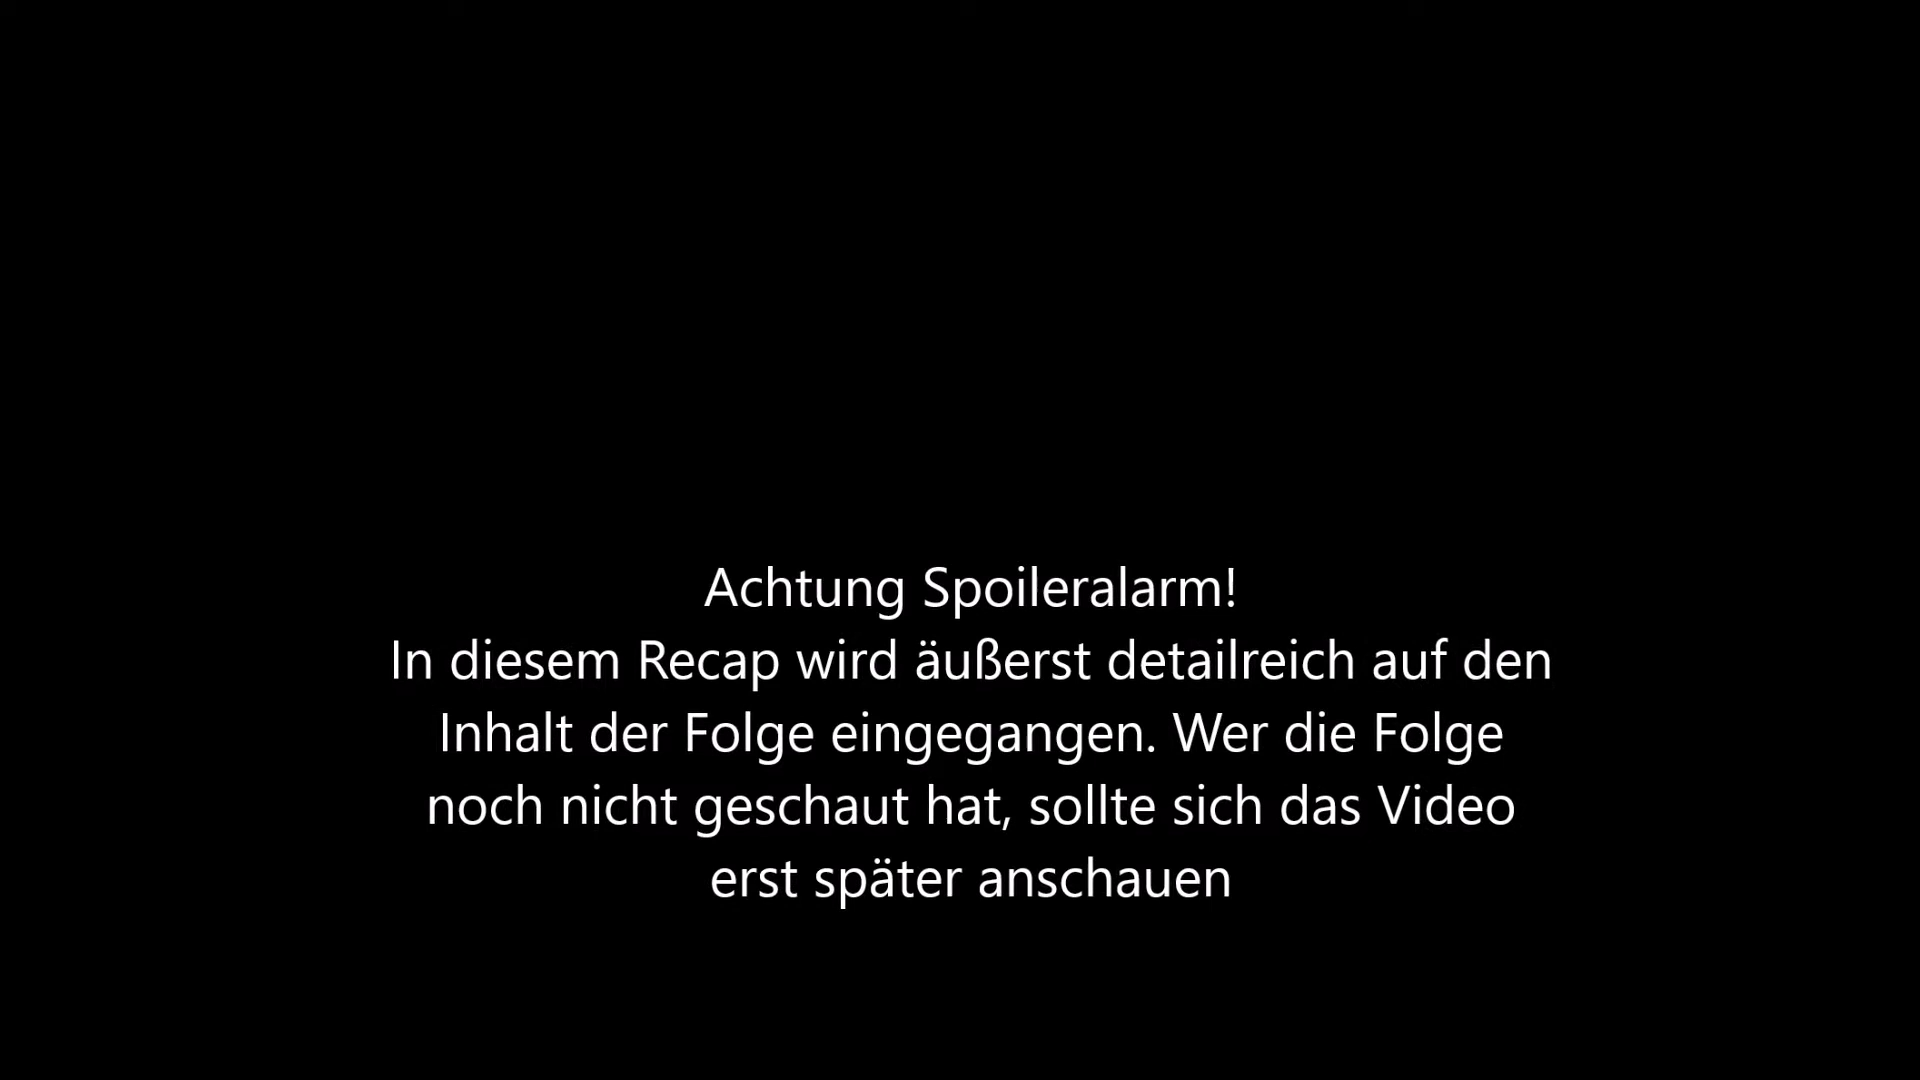 Achtung Spoileralarm!
In diesem Recap wird äußerst detailreich auf den
Inhalt der Folge eingegangen. Wer die Folge
noch nicht geschaut hat, sollte sich das Video
erst später anschauen